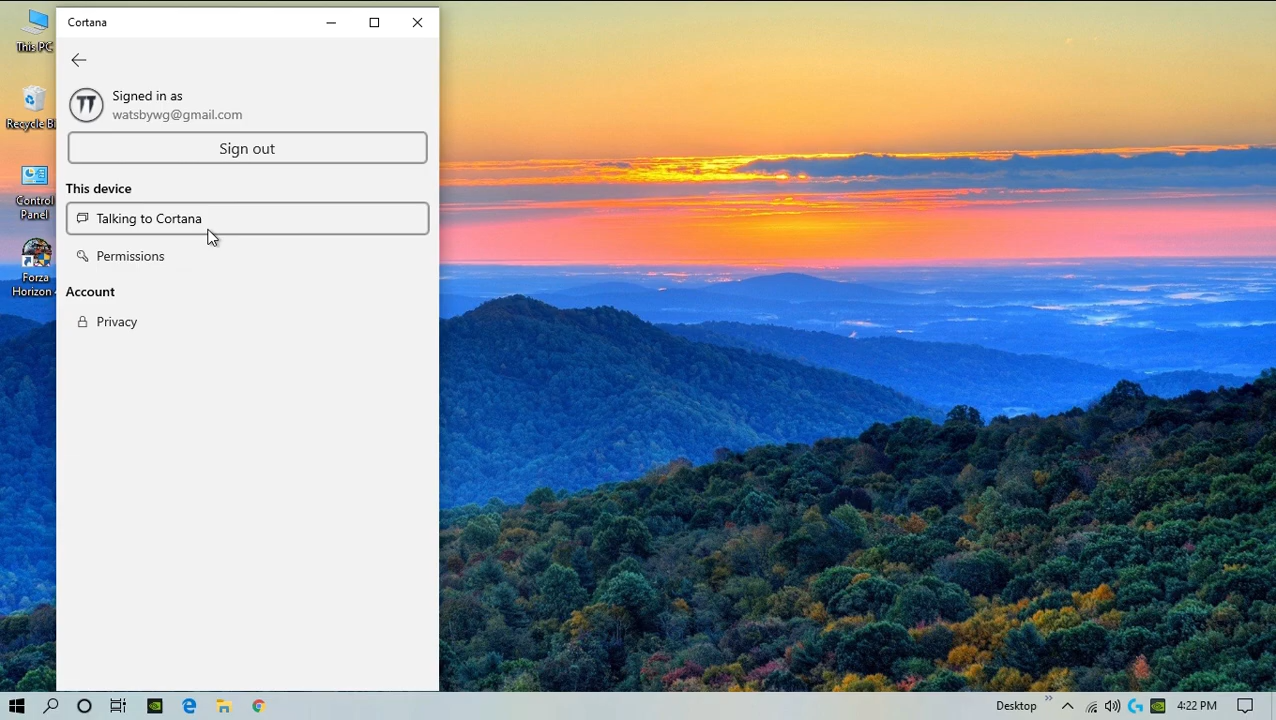 Cortana
This PC
Recycle Bi
Control
Panel
Forza
Horizon
Signed in as
watsbywg@gmail.com
Sign out
This device
Talking to Cortana
Permissions
Account
Privacy
Desktop
4:22 PM